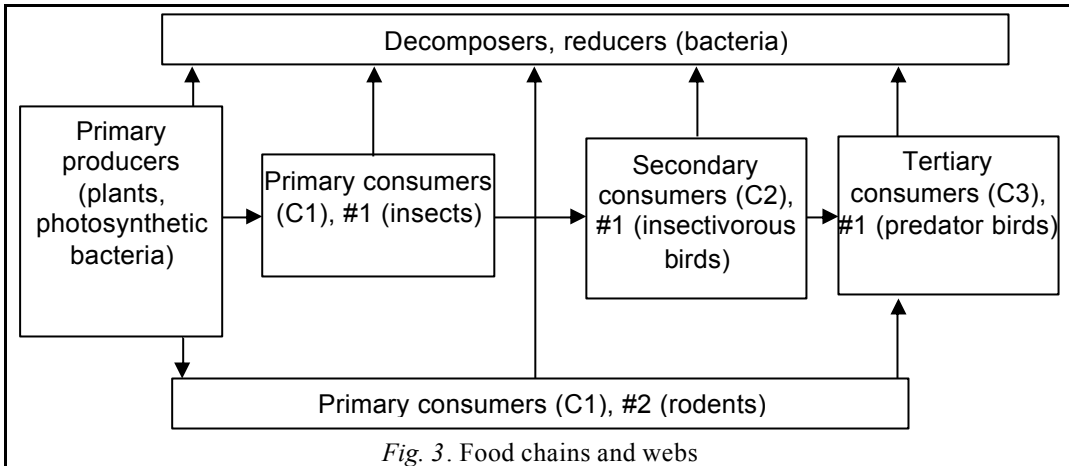 Decomposers, reducers (bacteria)
Primary
producers
(plants,
photosynthetic
bacteria)
Primary consumers
(C1), #1 (insects)
Secondary
consumers (C2),
#1 (insectivorous
birds)
Tertiary
consumers (C3),
#1 (predator birds)
Primary consumers (C1), #2 (rodents)
Fig. 3. Food chains and webs